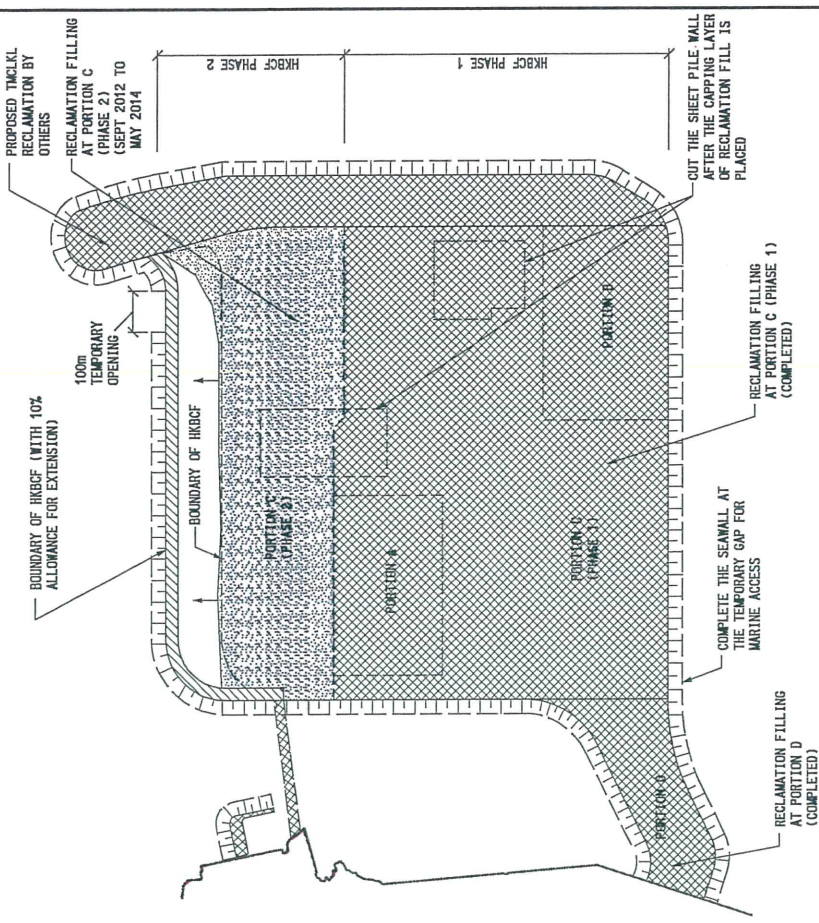 PROPOSED TMCLKL
RECLAMATION BY
OTHERS
RECLAMATION FILLING
AT PORTION C
(PHASE 2)
(SEPT 2012 TO
MAY 2014
HKBCF PHASE 2
HKBCF PHASE 1
CUT THE SHEET PILE WALL
AFTER THE CAPPING LAYER
OF RECLAMATION FILL IS
PLACED
100m
TEMPORARY
OPENING
BOUNDARY OF HKBCF (WITH 10%
ALLOWANCE FOR EXTENSION)
BOUNDARY OF HKBCF
PORTION C
(PHASE 2)
PORTION A
PORTION B
PORTION C
(PHASE 1)
RECLAMATION FILLING
AT PORTION C (PHASE 1)
(COMPLETED)
COMPLETE THE SEAWALL AT
THE TEMPORARY GAP FOR
MARINE ACCESS
PORTION D
RECLAMATION FILLING
AT PORTION D
(COMPLETED)